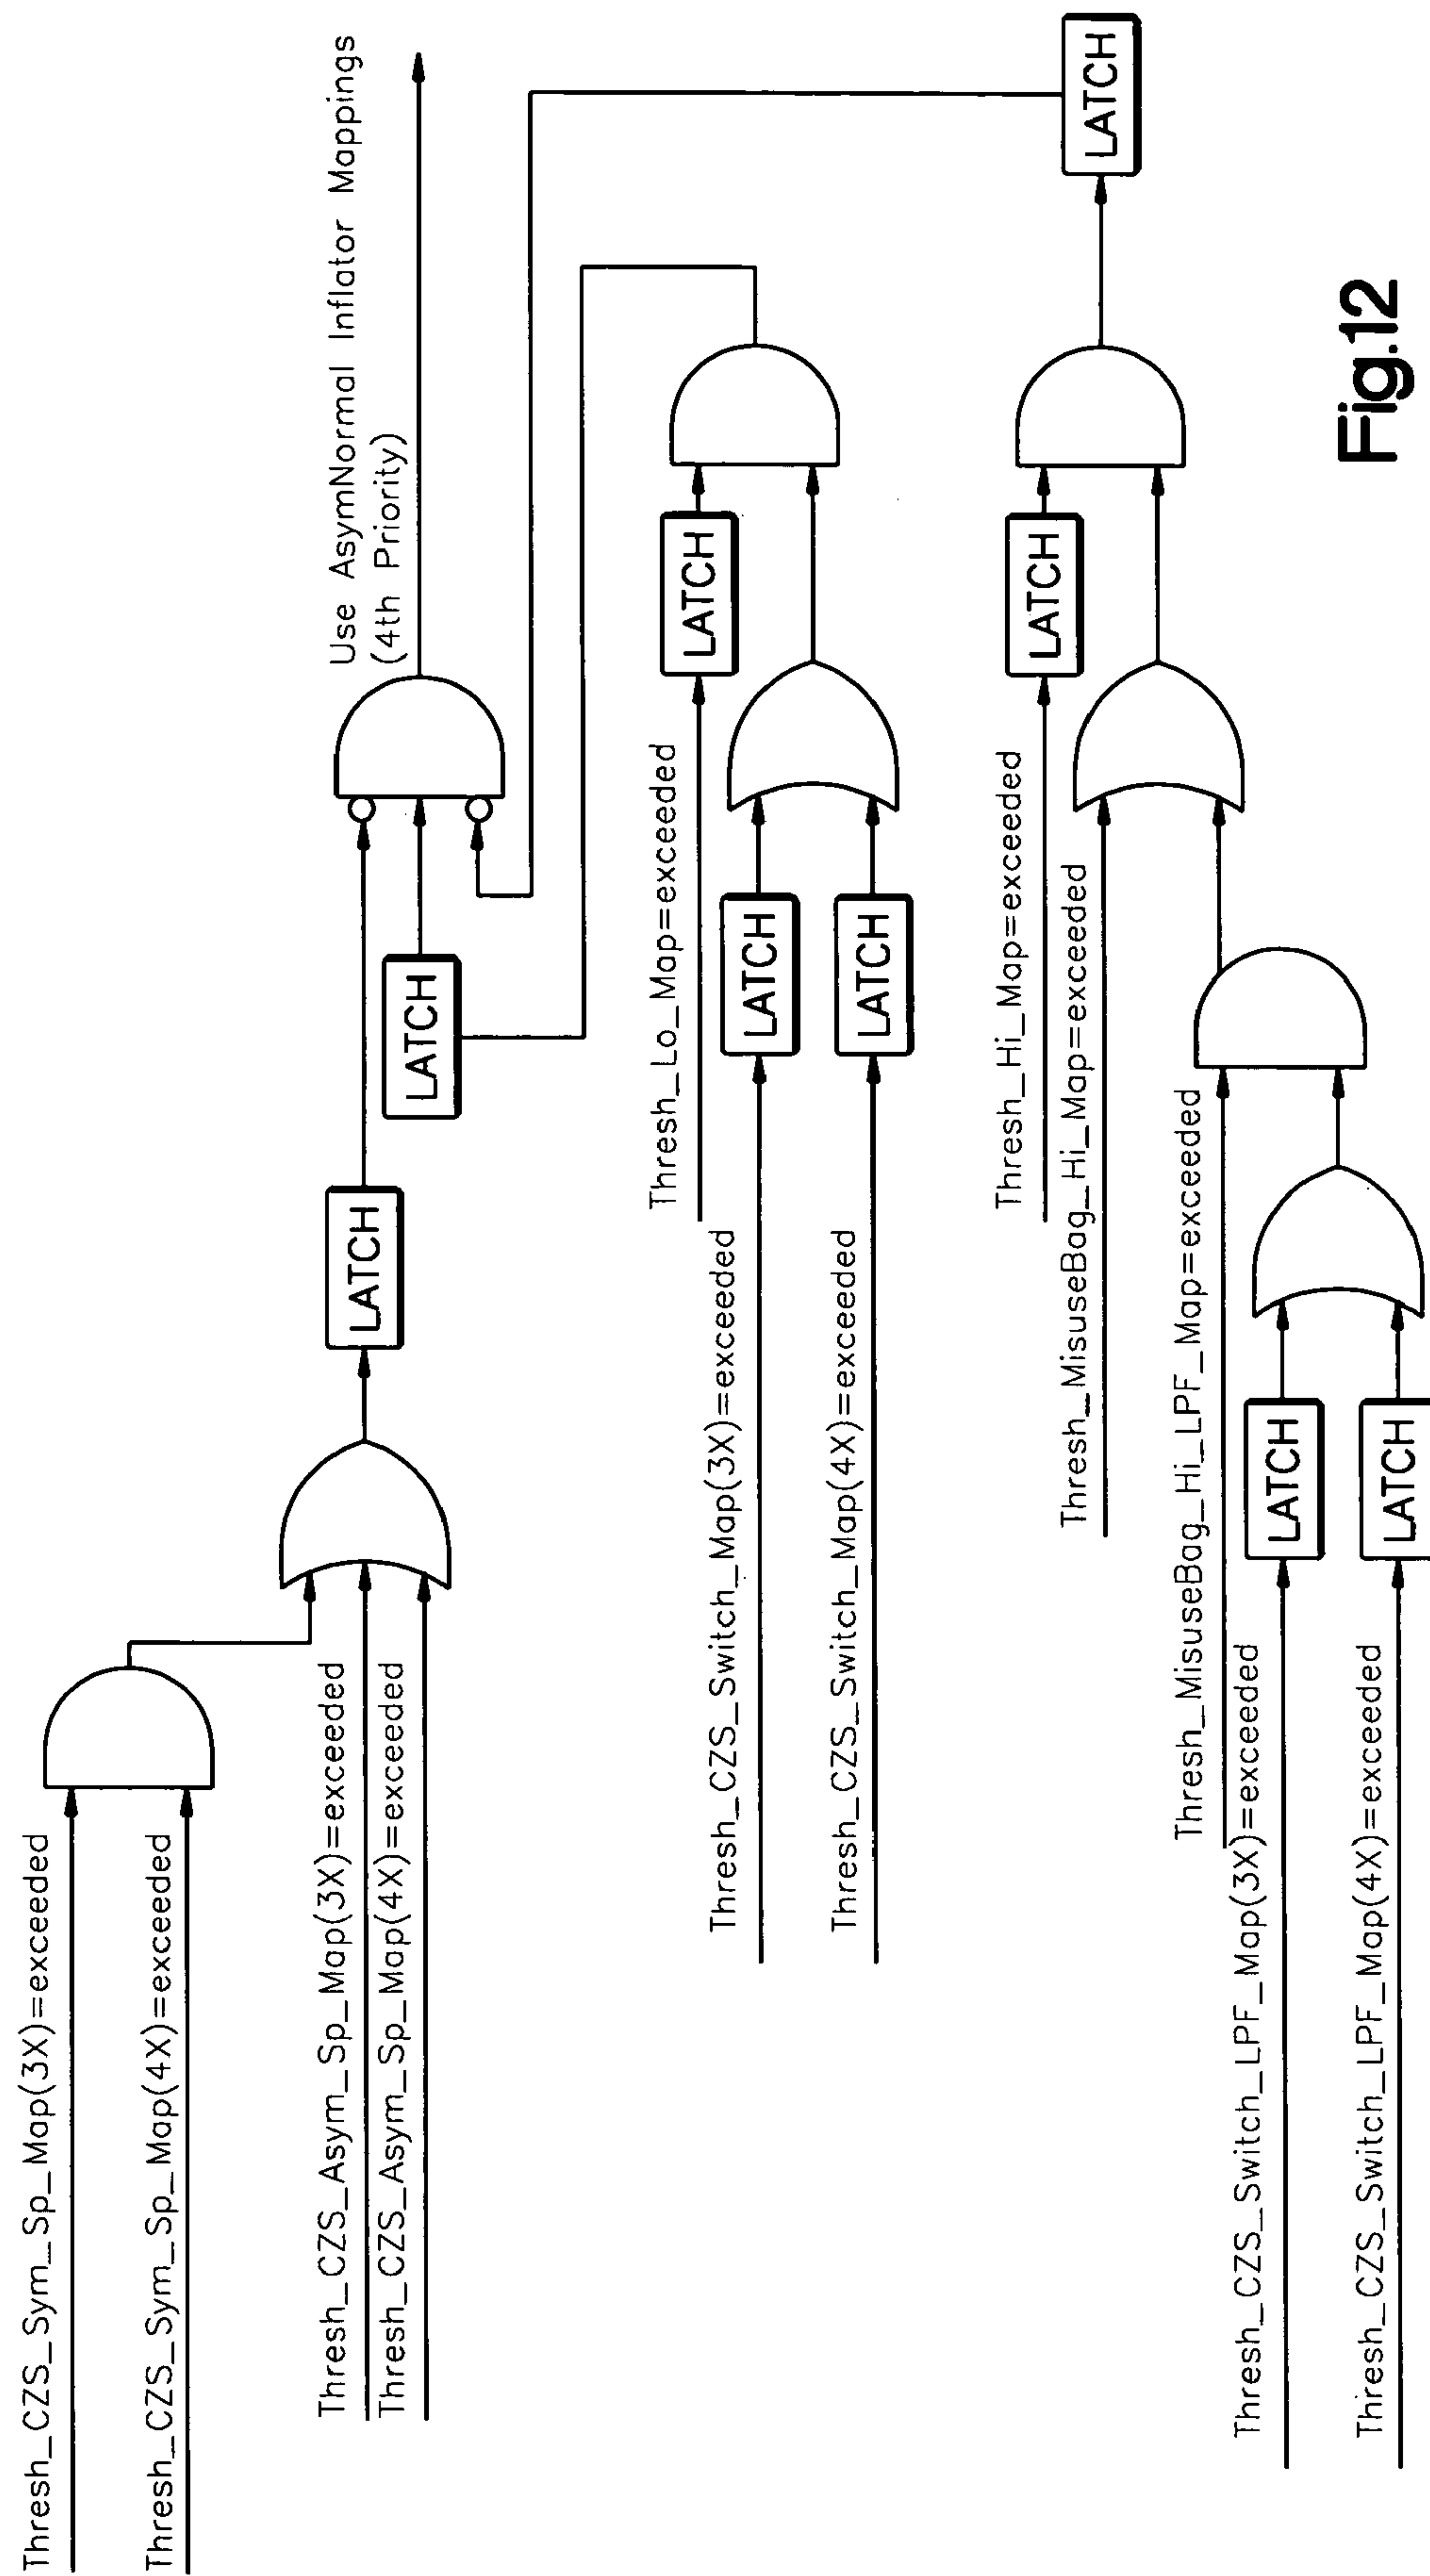 Thresh_CZS_Sym_Sp_Map(3X)=exceeded
Thresh_CZS_Sym_Sp_Map(4X)=exceeded
Thresh_CZS_Asym_Sp_Map(3X)=exceeded
Thresh_CZS_Asym_Sp_Map(4X)=exceeded
LATCH
LATCH
Use AsymNormal Inflator Mappings
(4th Priority)
Thresh_Lo_Map=exceeded
LATCH
Thresh_CZS_Switch_Map(3X)=exceeded
LATCH
Thresh_CZS_Switch_Map(4X)=exceeded
LATCH
Thresh_Hi_Map=exceeded
LATCH
LATCH
Thresh_MisuseBag_Hi_Map=exceeded
Thresh_MisuseBag_Hi_LPF_Map=exceeded
Thresh_CZS_Switch_LPF_Map(3X)=exceeded
LATCH
Thresh_CZS_Switch_LPF_Map(4X)=exceeded
LATCH
Fig.12